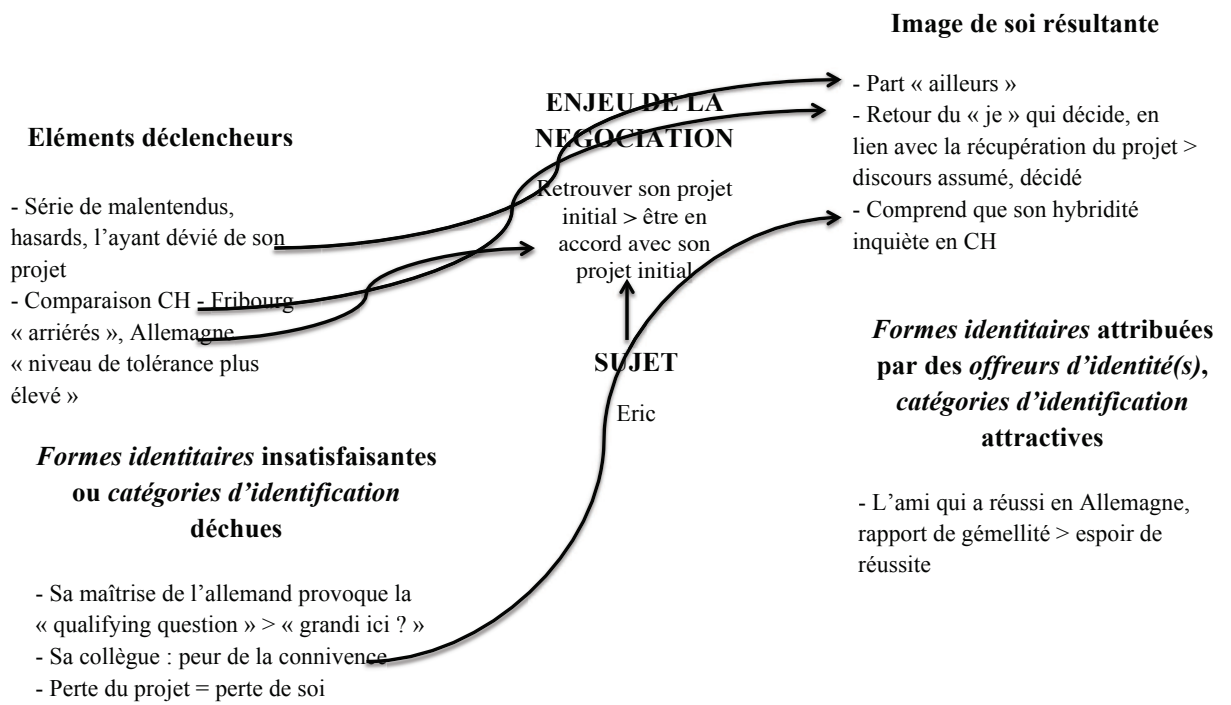 Eléments déclencheurs
- Série de malentendus,
hasards, l’ayant dévié de son
projet
- Comparaison CH - Fribourg
« arriérés », Allemagne
« niveau de tolérance plus
élevé »
Formes identitaires insatisfaisantes
ou catégories d’identification
déchues
- Sa maîtrise de l’allemand provoque la
« qualifying question » > « grandi ici ? »
- Sa collègue : peur de la connivence
- Perte du projet = perte de soi
ENJEU DE LA
NEGOCIATION
Retrouver son projet
initial > être en
accord avec son
projet initial
SUJET
Eric
Image de soi résultante
- Part « ailleurs »
- Retour du « je » qui décide, en
lien avec la récupération du projet >
discours assumé, décidé
- Comprend que son hybridité
inquiète en CH
Formes identitaires attribuées
par des offreurs d’identité(s),
catégories d’identification
attractives
- L’ami qui a réussi en Allemagne,
rapport de gémellité > espoir de
réussite